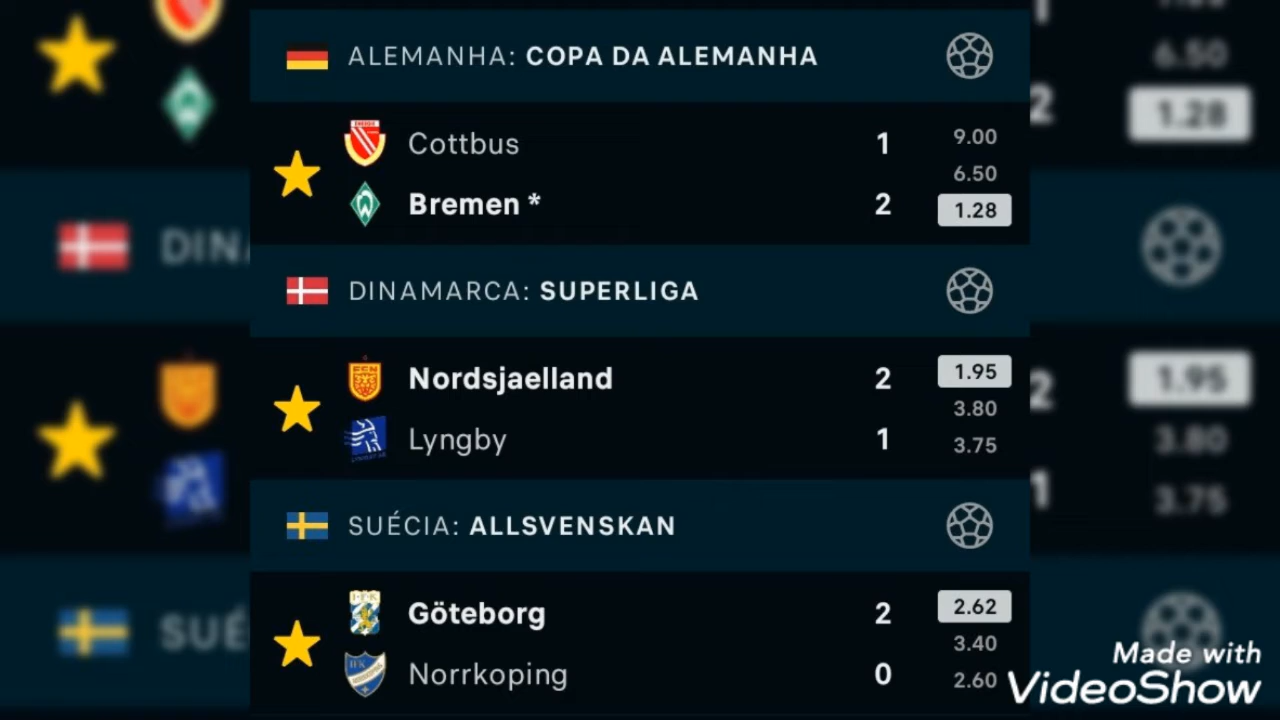 ALEMANHA: COPA DA ALEMANHA
Cottbus 1 9.00
6.50
Bremen * 2 1.28
DINAMARCA: SUPERLIGA
Nordsjaelland 2 1.95
3.80
Lyngby 1 3.75
SUÉCIA: ALLSVENSKAN
Göteborg 2 2.62
3.40
Norrkoping 0 2.60
Made with
VideoShow